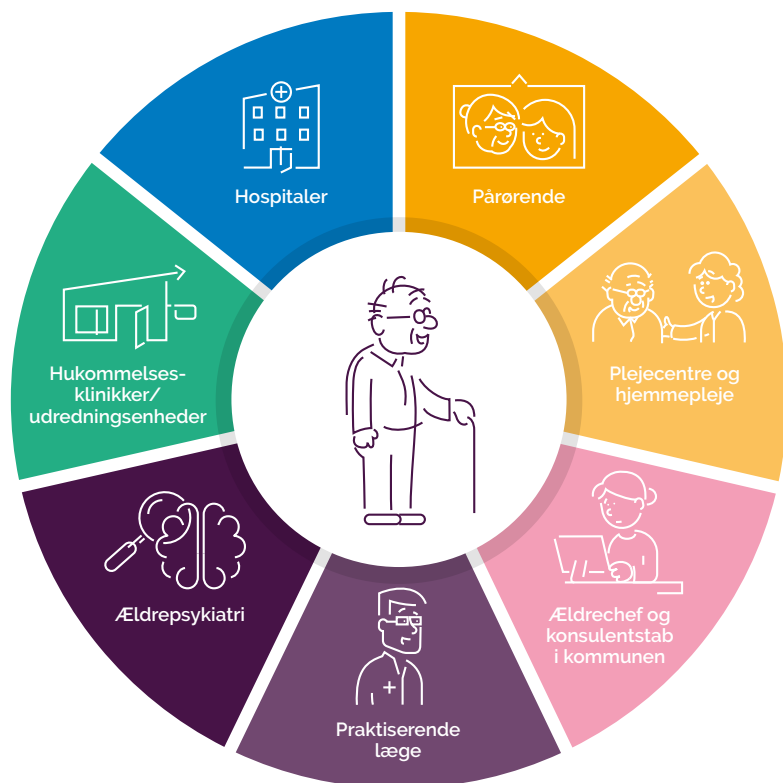 Hospitaler
Pårørende
Plejecentre og
hjemmepleje
Ældrechef og
konsulentstab
i kommunen
Praktiserende
læge
Ældrepsykiatri
Hukommelses-
klinikker/
udredningsenheder